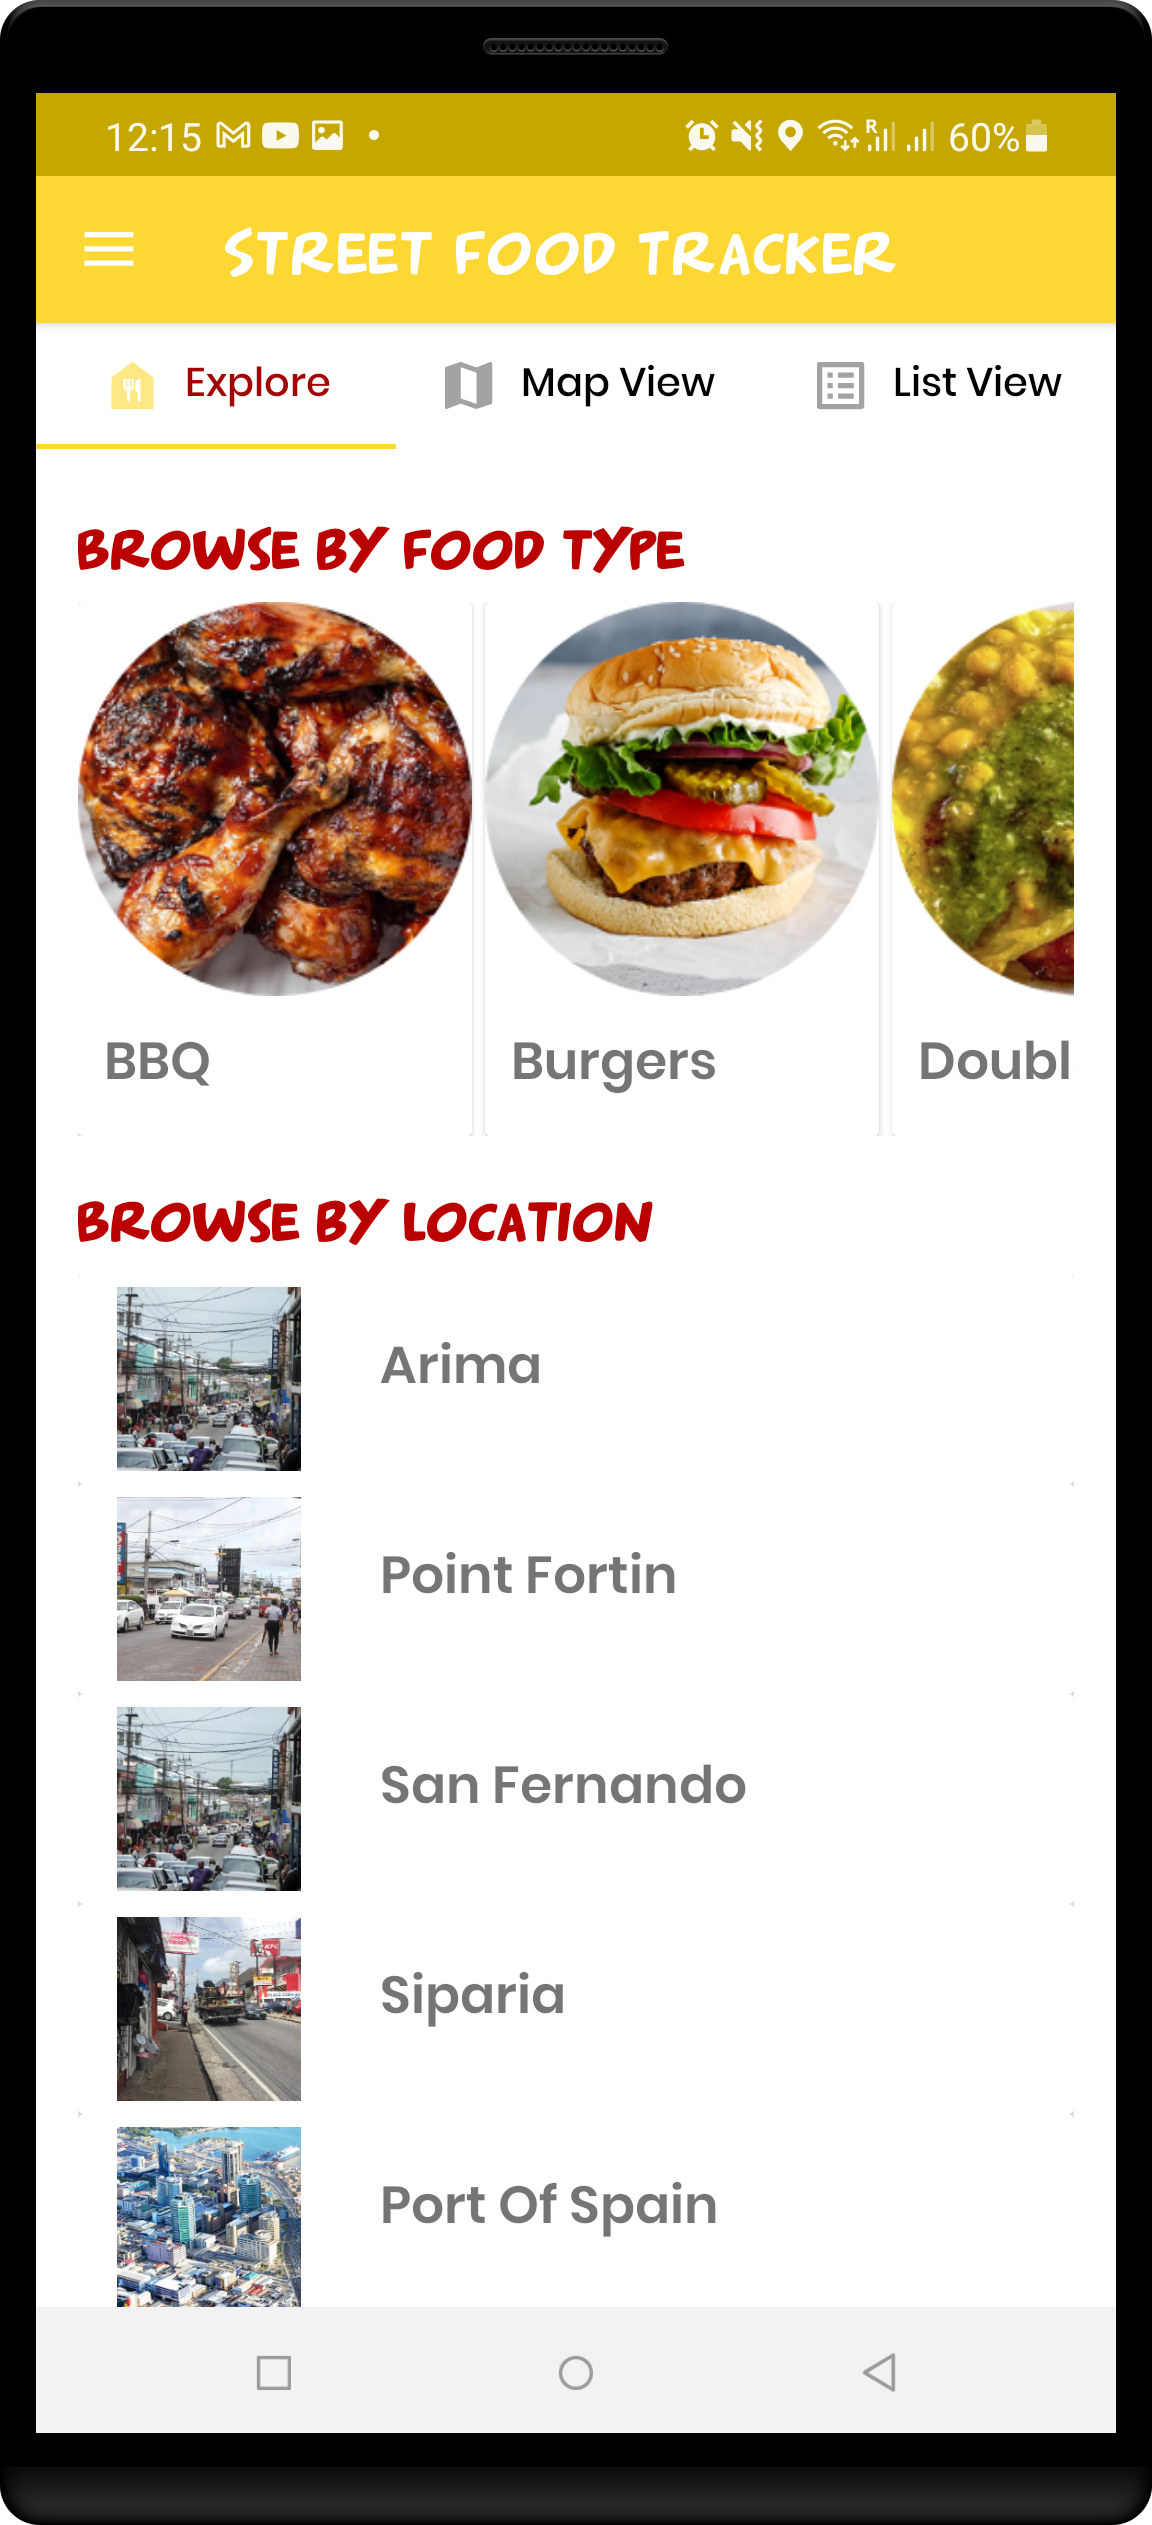 12:15
R
60%
STREET FOOD TRACKER
Explore
Map View
List View
BROWSE BY FOOD TYPE
BBQ
Burgers
Doubl
BROWSE BY LOCATION
Arima
Point Fortin
San Fernando
Siparia
KFC
Port Of Spain